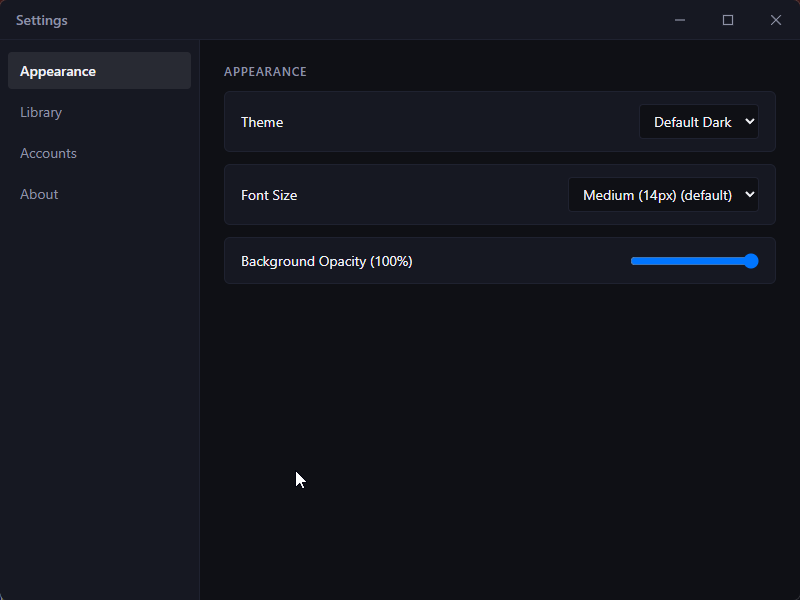 Settings
Appearance
Library
Accounts
About
APPEARANCE
Theme
Default Dark
Font Size
Medium (14px) (default)
Background Opacity (100%)